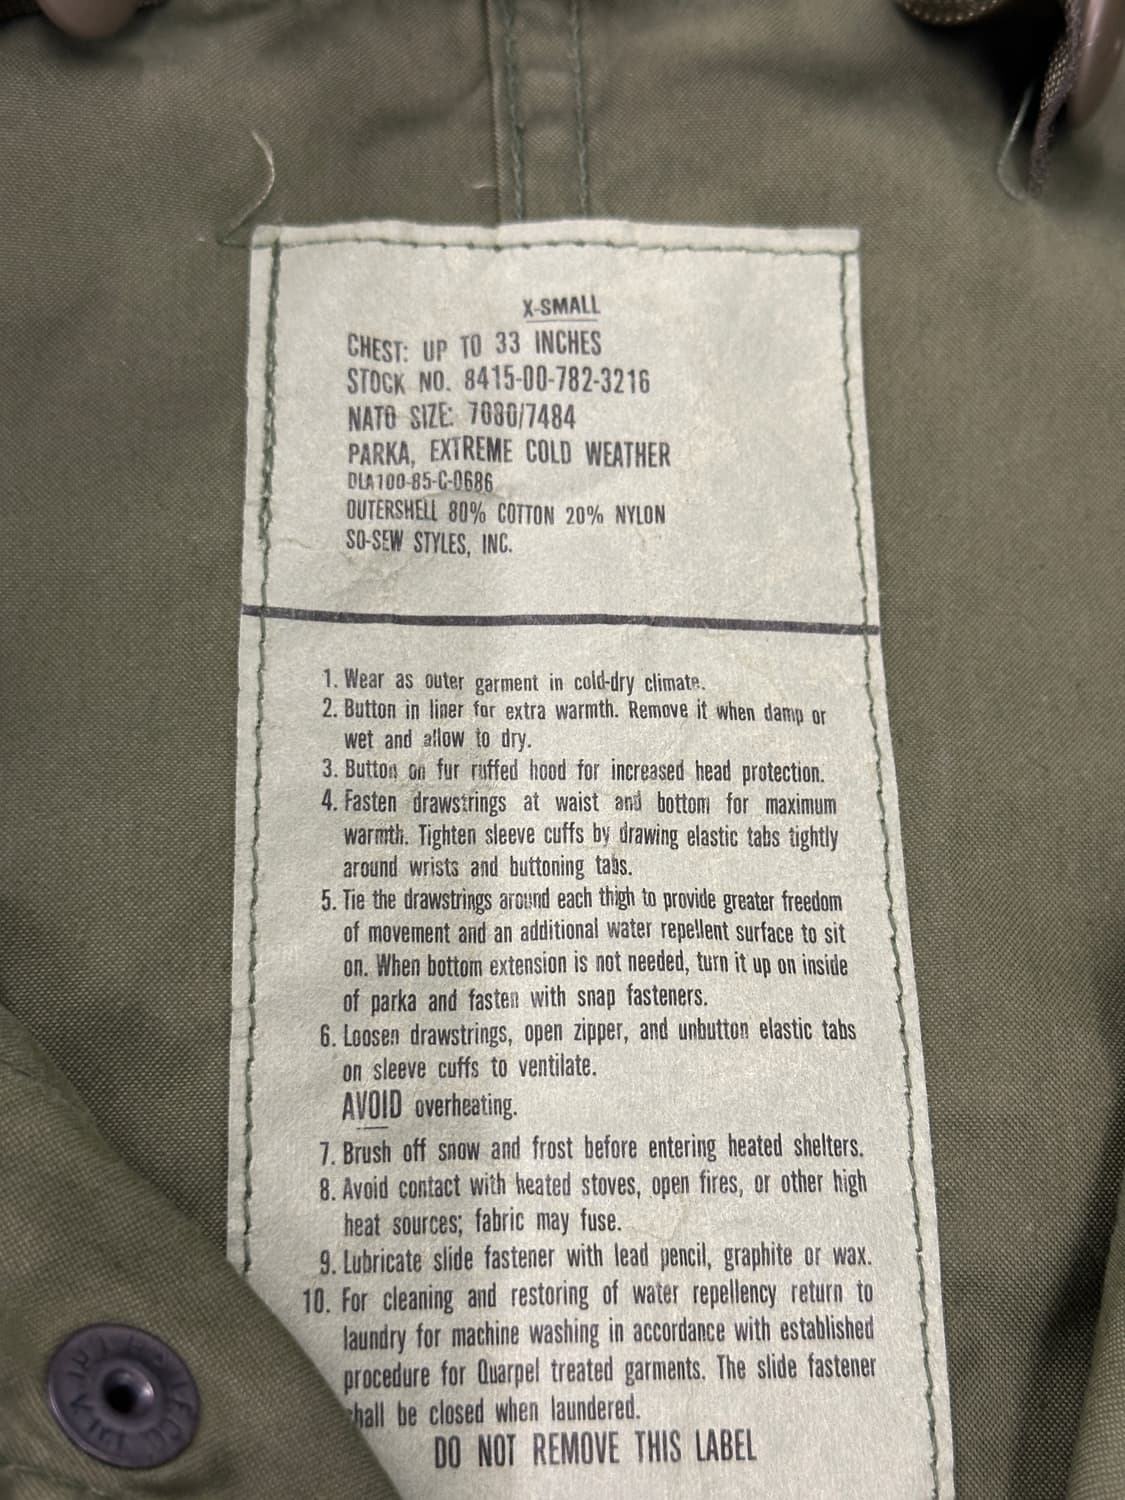 X-SMALL
CHEST: UP TO 33 INCHES
STOCK NO. 8415-00-782-3216
NATO SIZE: 7080/7484
PARKA, EXTREME COLD WEATHER
DLA100-85-C-0686
OUTERSHELL 80% COTTON 20% NYLON
SO-SEW STYLES, INC.
1. Wear as outer garment in cold-dry climate.
2. Button in liner for extra warmth. Remove it when damp or
wet and allow to dry.
3. Button on fur ruffed hood for increased head protection.
4. Fasten drawstrings at waist and bottom for maximum
warmth. Tighten sleeve cuffs by drawing elastic tabs tightly
around wrists and buttoning tabs.
5. Tie the drawstrings around each thigh to provide greater freedom
of movement and an additional water repellent surface to sit
on. When bottom extension is not needed, turn it up on inside
of parka and fasten with snap fasteners.
6. Loosen drawstrings, open zipper, and unbutton elastic tabs
on sleeve cuffs to ventilate.
AVOID overheating.
7. Brush off snow and frost before entering heated shelters.
8. Avoid contact with heated stoves, open fires, or other high
heat sources; fabric may fuse.
9. Lubricate slide fastener with lead pencil, graphite or wax.
10. For cleaning and restoring of water repellency return to
laundry for machine washing in accordance with established
procedure for Quarpel treated garments. The slide fastener
shall be closed when laundered.
DO NOT REMOVE THIS LABEL